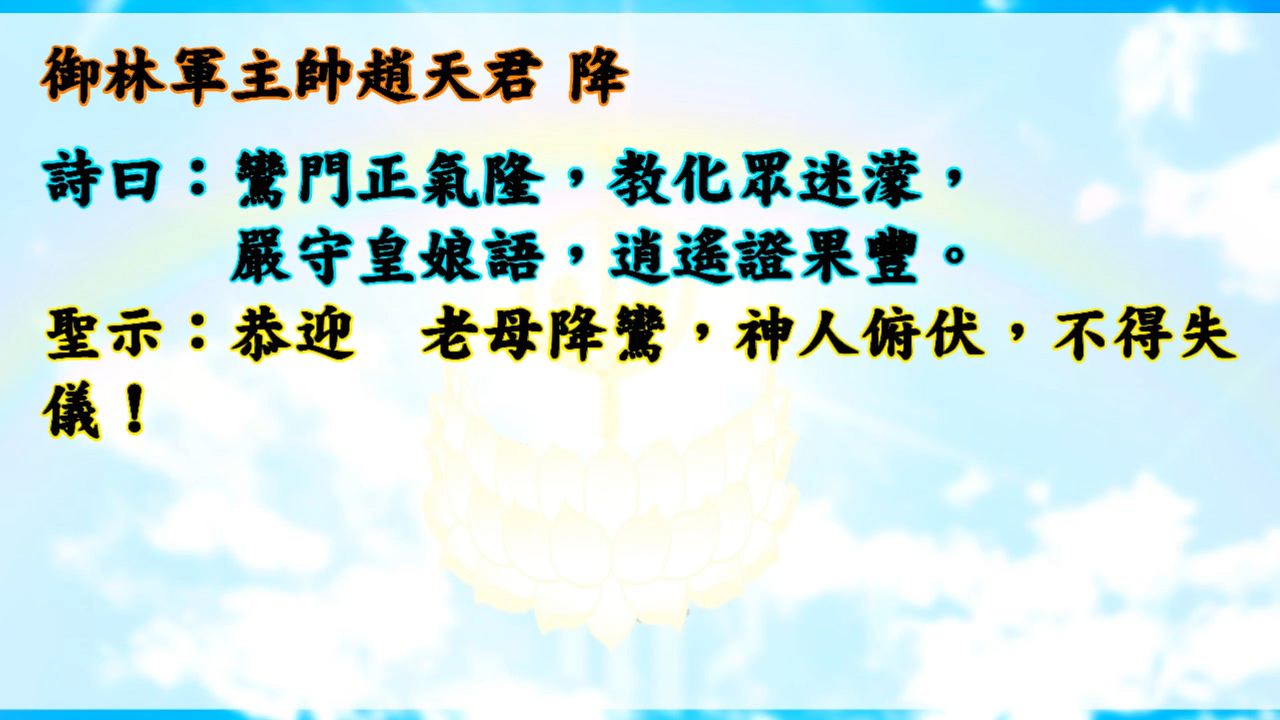 御林軍主帥趙天君 降
詩曰：鸞門正氣隆，教化眾迷濛，
嚴守皇娘語，逍遙證果豐。
聖示：恭迎　老母降鸞，神人俯伏，不得失
儀！